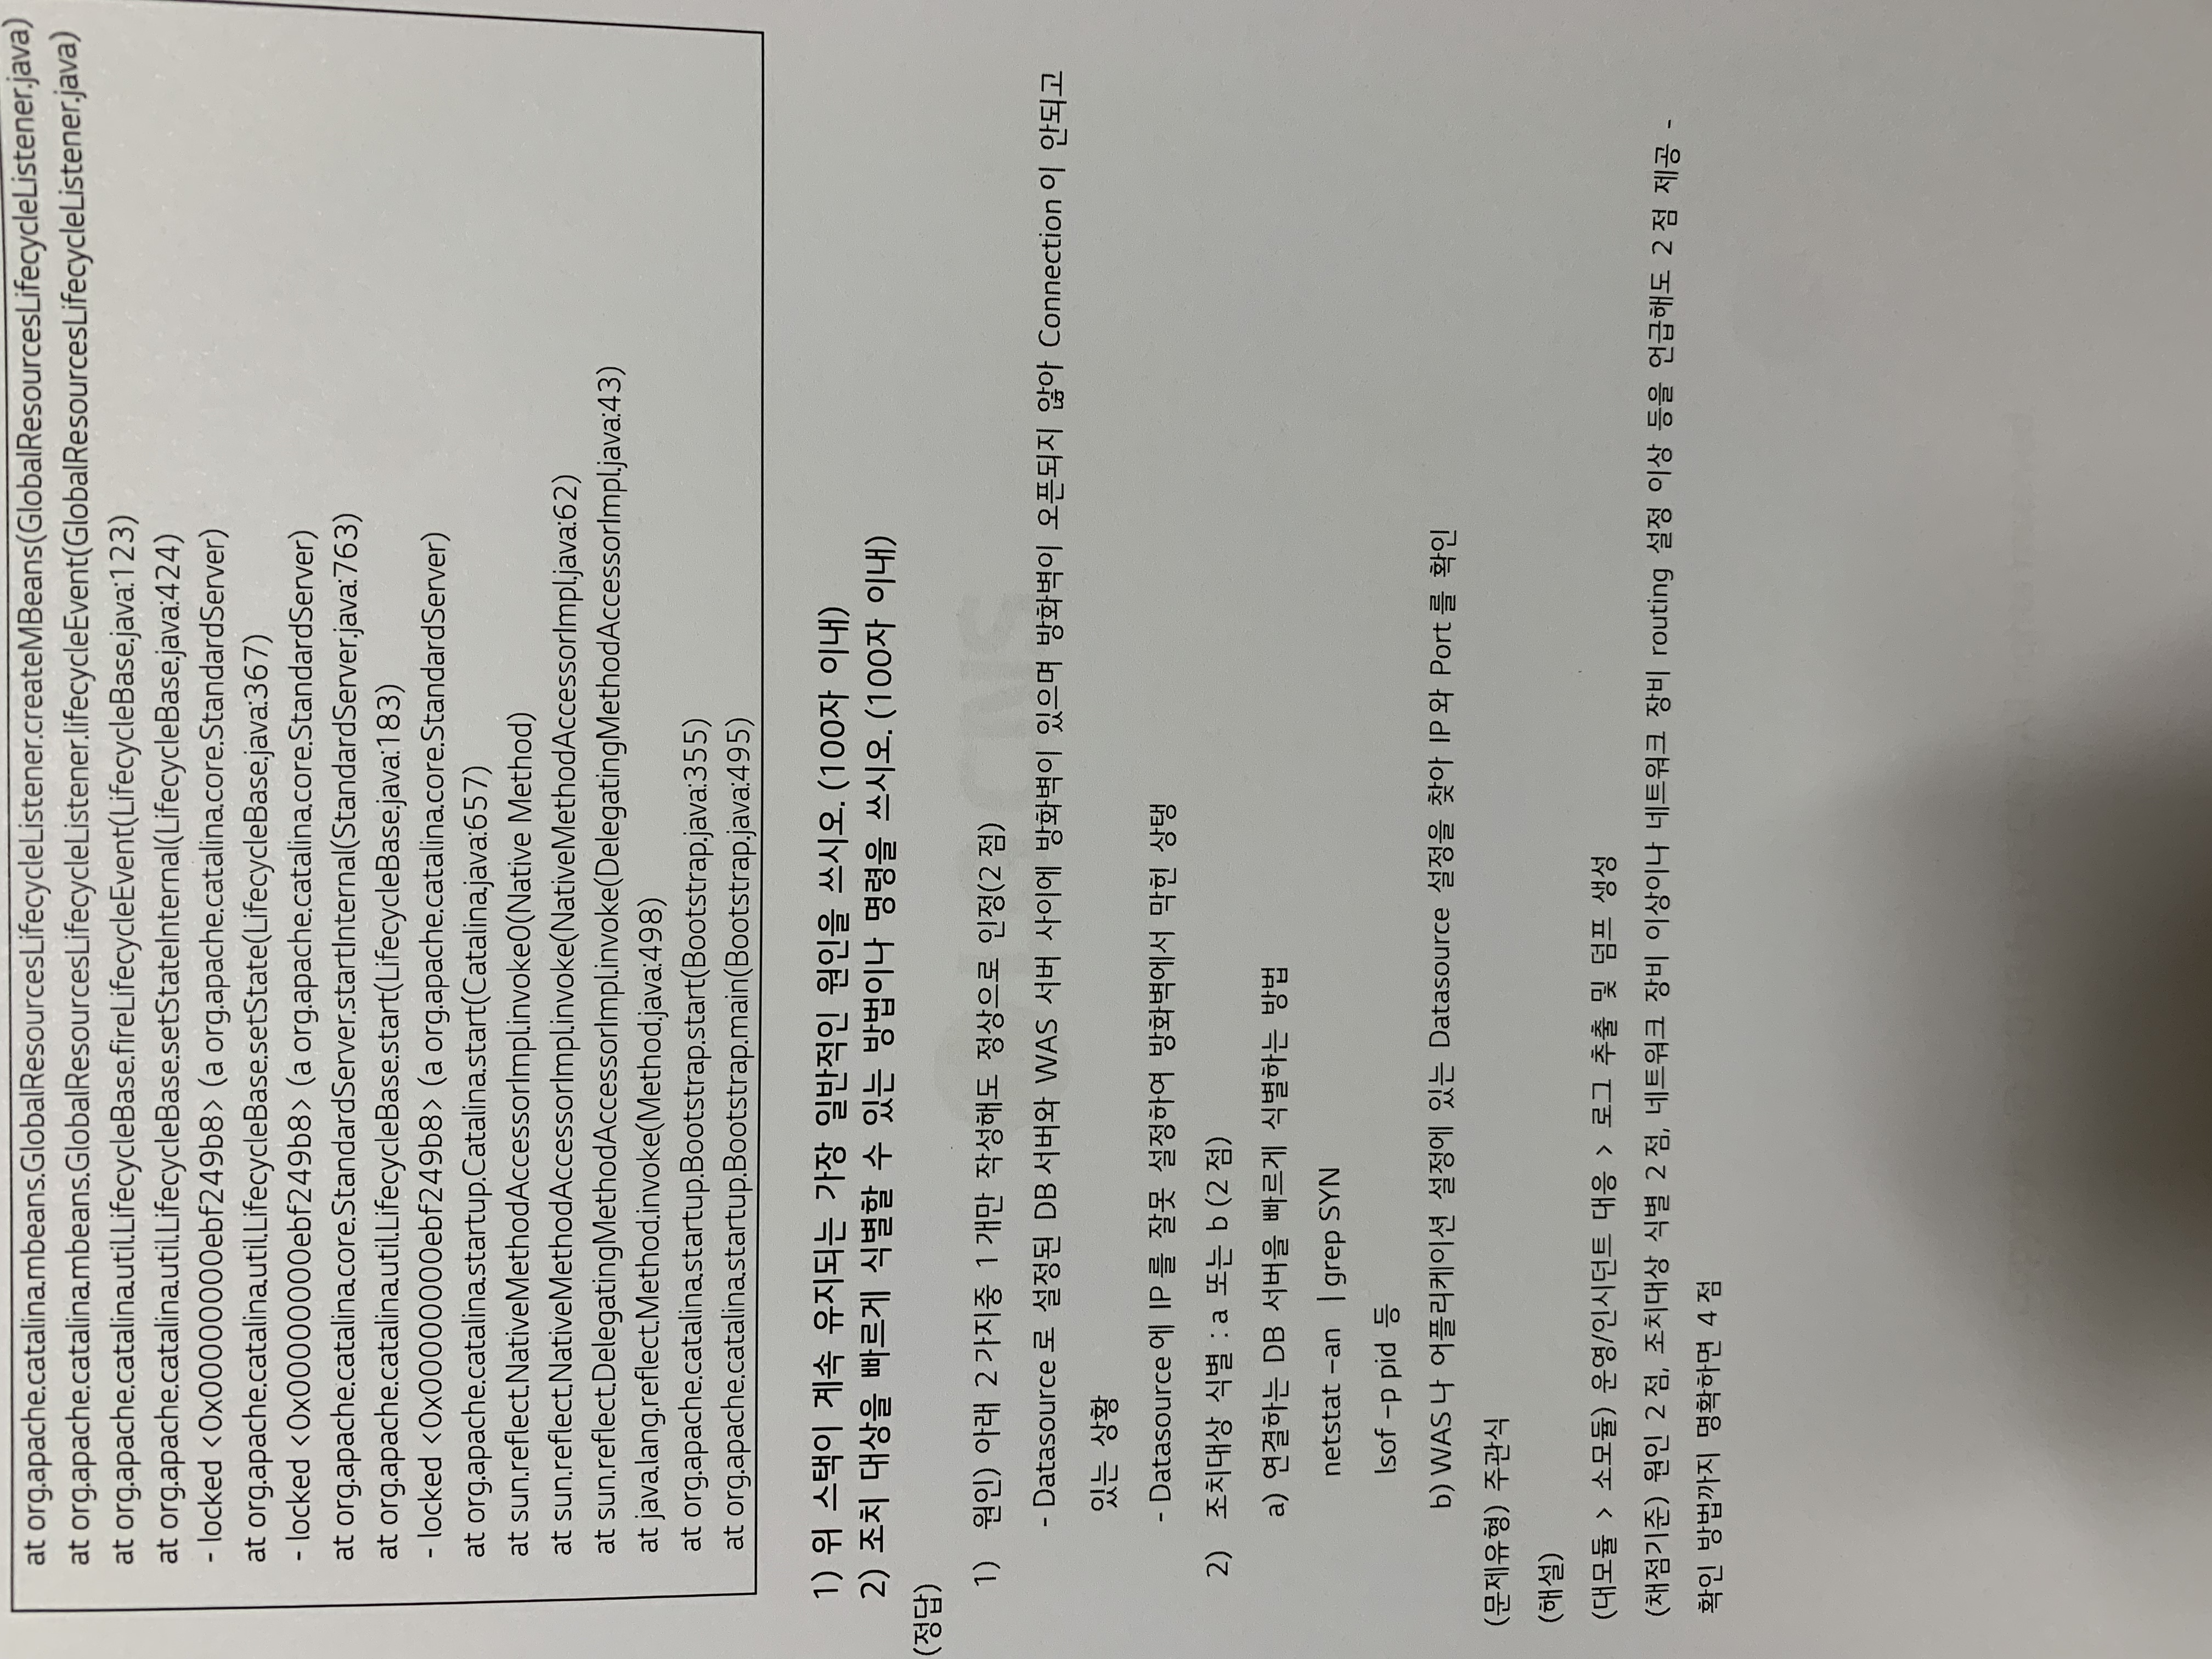 at org.apache.catalina.mbeans.GlobalResourcesLifecycleListener.createMBeans(GlobalResourcesLifecycleListener.java)
at org.apache.catalina.mbeans.GlobalResourcesLifecycleListener.lifecycleEvent(GlobalResourcesLifecycleListener.java)
at org.apache.catalina.util.LifecycleBase.fireLifecycleEvent(LifecycleBase.java:123)
at org.apache.catalina.util.LifecycleBase.setStateInternal(LifecycleBase.java:424)
- locked <0x00000000ebf249b8> (a org.apache.catalina.core.StandardServer)
at org.apache.catalina.util.LifecycleBase.setState(LifecycleBase.java:367)
- locked <0x00000000ebf249b8> (a org.apache.catalina.core.StandardServer)
at org.apache.catalina.core.StandardServer.startInternal(StandardServer.java:763)
at org.apache.catalina.util.LifecycleBase.start(LifecycleBase.java:183)
- locked <0x00000000ebf249b8> (a org.apache.catalina.core.StandardServer)
at org.apache.catalina.startup.Catalina.start(Catalina.java:657)
at sun.reflect.NativeMethodAccessorImpl.invoke0(Native Method)
at sun.reflect.NativeMethodAccessorImpl.invoke(NativeMethodAccessorImpl.java:62)
at sun.reflect.DelegatingMethodAccessorImpl.invoke(DelegatingMethodAccessorImpl.java:43)
at java.lang.reflect.Method.invoke(Method.java:498)
at org.apache.catalina.startup.Bootstrap.start(Bootstrap.java:355)
at org.apache.catalina.startup.Bootstrap.main(Bootstrap.java:495)
1) 위 스택이 계속 유지되는 가장 일반적인 원인을 쓰시오. (100자 이내)
2) 조치 대상을 빠르게 식별할 수 있는 방법이나 명령을 쓰시오. (100자 이내)
(정답)
1) 원인) 아래 2 가지중 1 개만 작성해도 정상으로 인정(2 점)
- Datasource 로 설정된 DB 서버와 WAS 서버 사이에 방화벽이 있으며 방화벽이 오픈되지 않아 Connection 이 안되고
있는 상황
- Datasource 에 IP 를 잘못 설정하여 방화벽에서 막힌 상탱
2) 조치대상 식별 : a 또는 b (2 점)
a) 연결하는 DB 서버을 빠르게 식별하는 방법
netstat –an | grep SYN
lsof –p pid 등
b) WAS 나 어플리케이션 설정에 있는 Datasource 설정을 찾아 IP 와 Port 를 확인
(문제유형) 주관식
(해설)
(대모듈 > 소모듈) 운영/인시던트 대응 > 로그 추출 및 덤프 생성
(채점기준) 원인 2 점, 조치대상 식별 2 점, 네트워크 장비 이상이나 네트워크 장비 routing 설정 이상 등을 언급해도 2 점 제공 -
확인 방법까지 명확하면 4 점